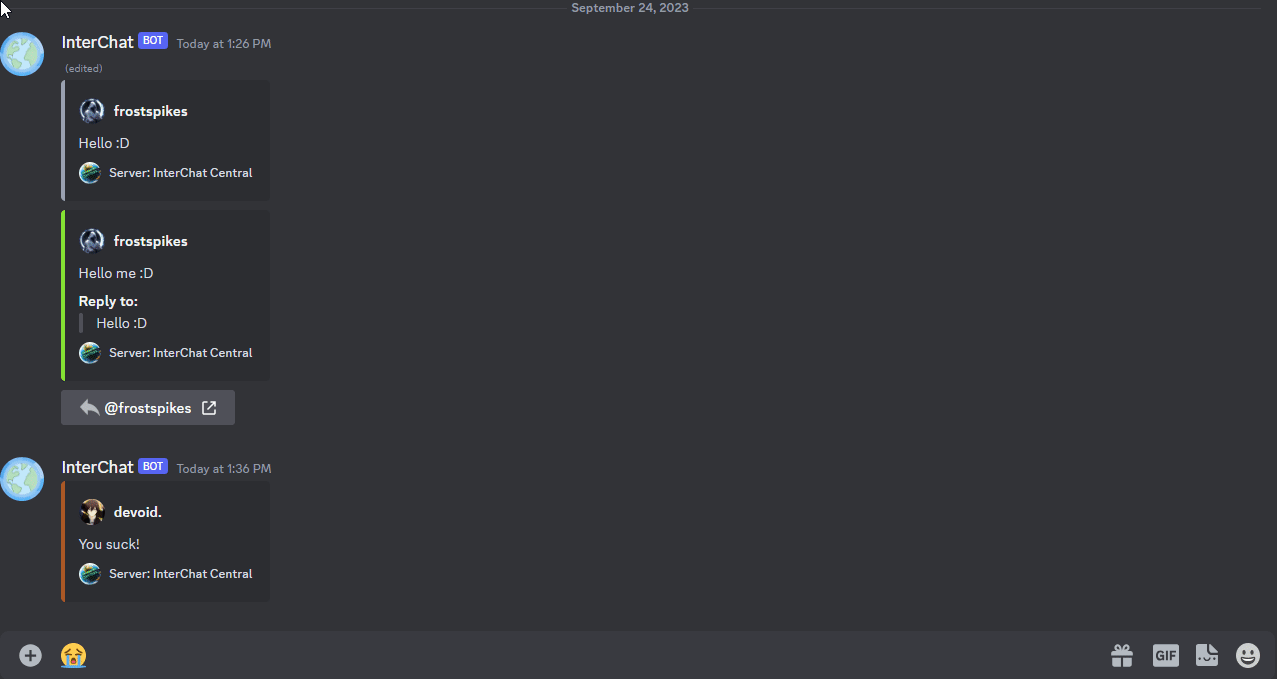 September 24, 2023
InterChat BOT Today at 1:26 PM
(edited)
frostspikes
Hello :D
Server: InterChat Central
frostspikes
Hello me :D
Reply to:
Hello :D
Server: InterChat Central
@frostspikes
InterChat BOT Today at 1:36 PM
devoid.
You suck!
Server: InterChat Central
GIF